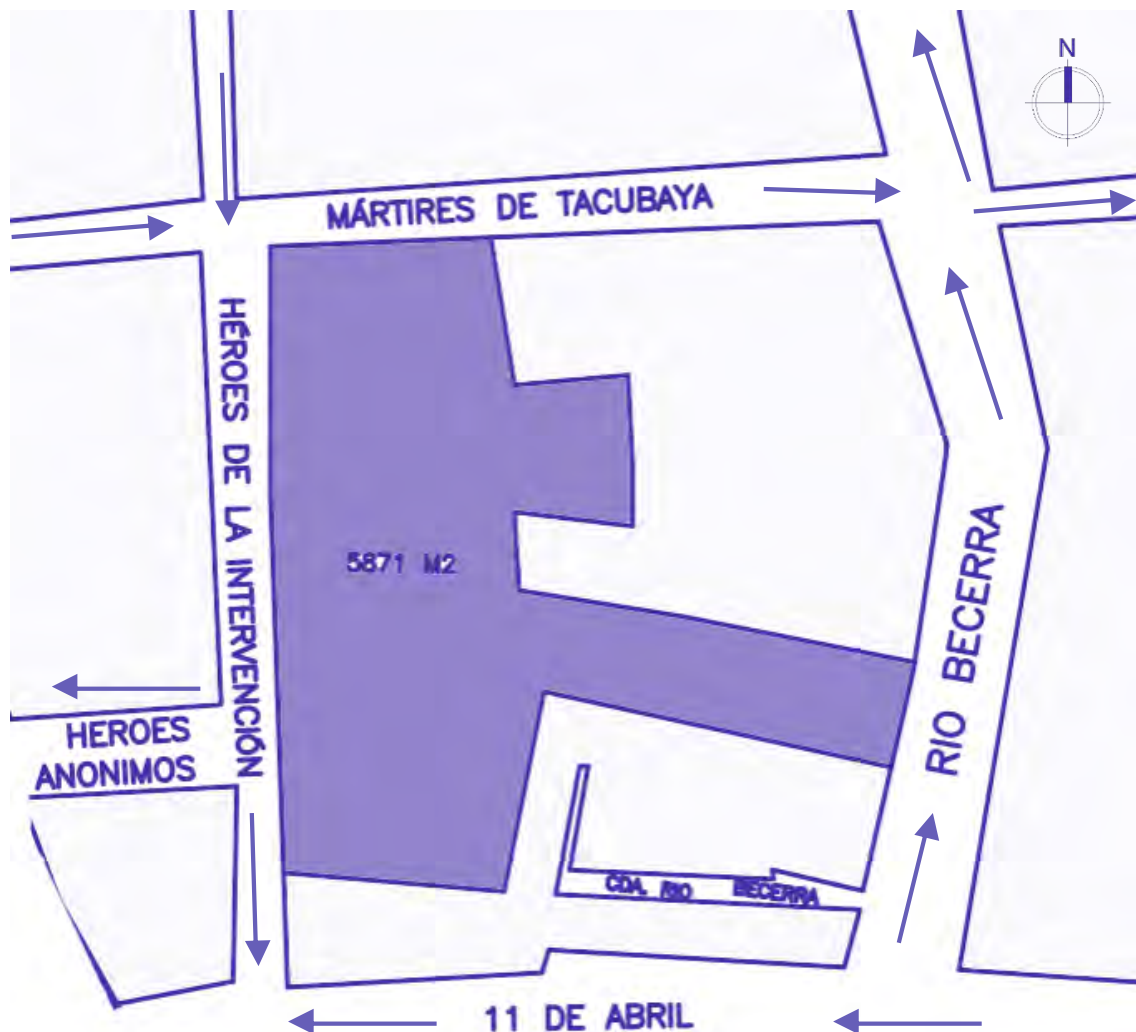 N
MÁRTIRES DE TACUBAYA
HÉROES DE LA INTERVENCIÓN
5871 M2
RIO BECERRA
HEROES
ANONIMOS
CDA. RIO BECERRA
11 DE ABRIL